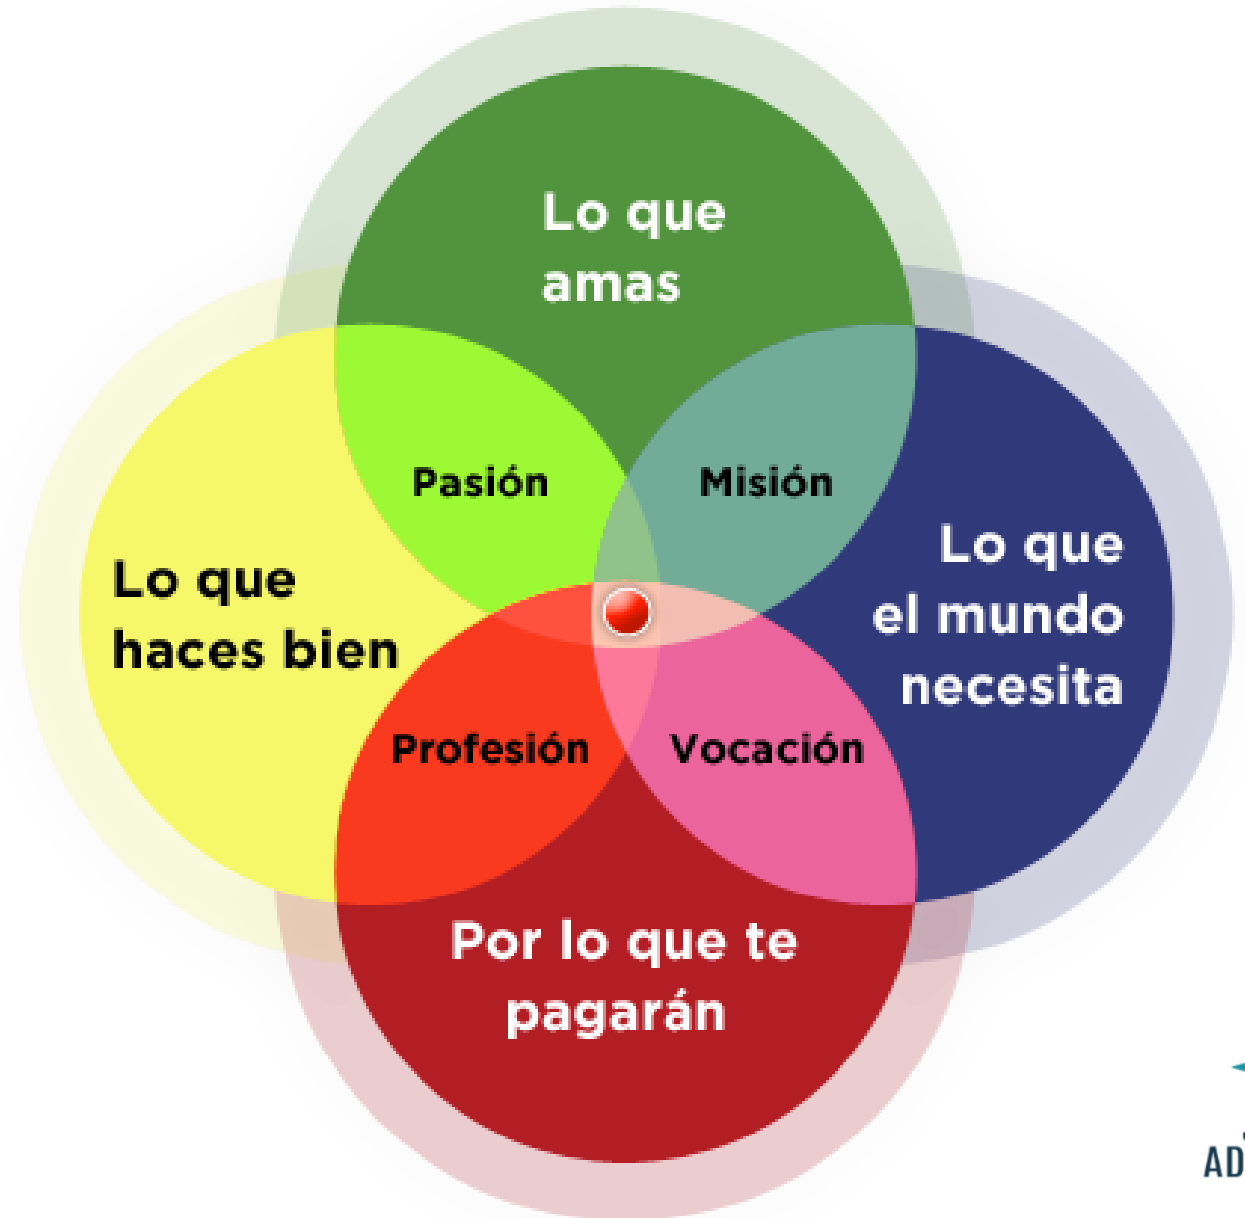 Lo que
amas
Pasión
Misión
Lo que
haces bien
Lo que
el mundo
necesita
Profesión
Vocación
Por lo que te
pagarán
AD